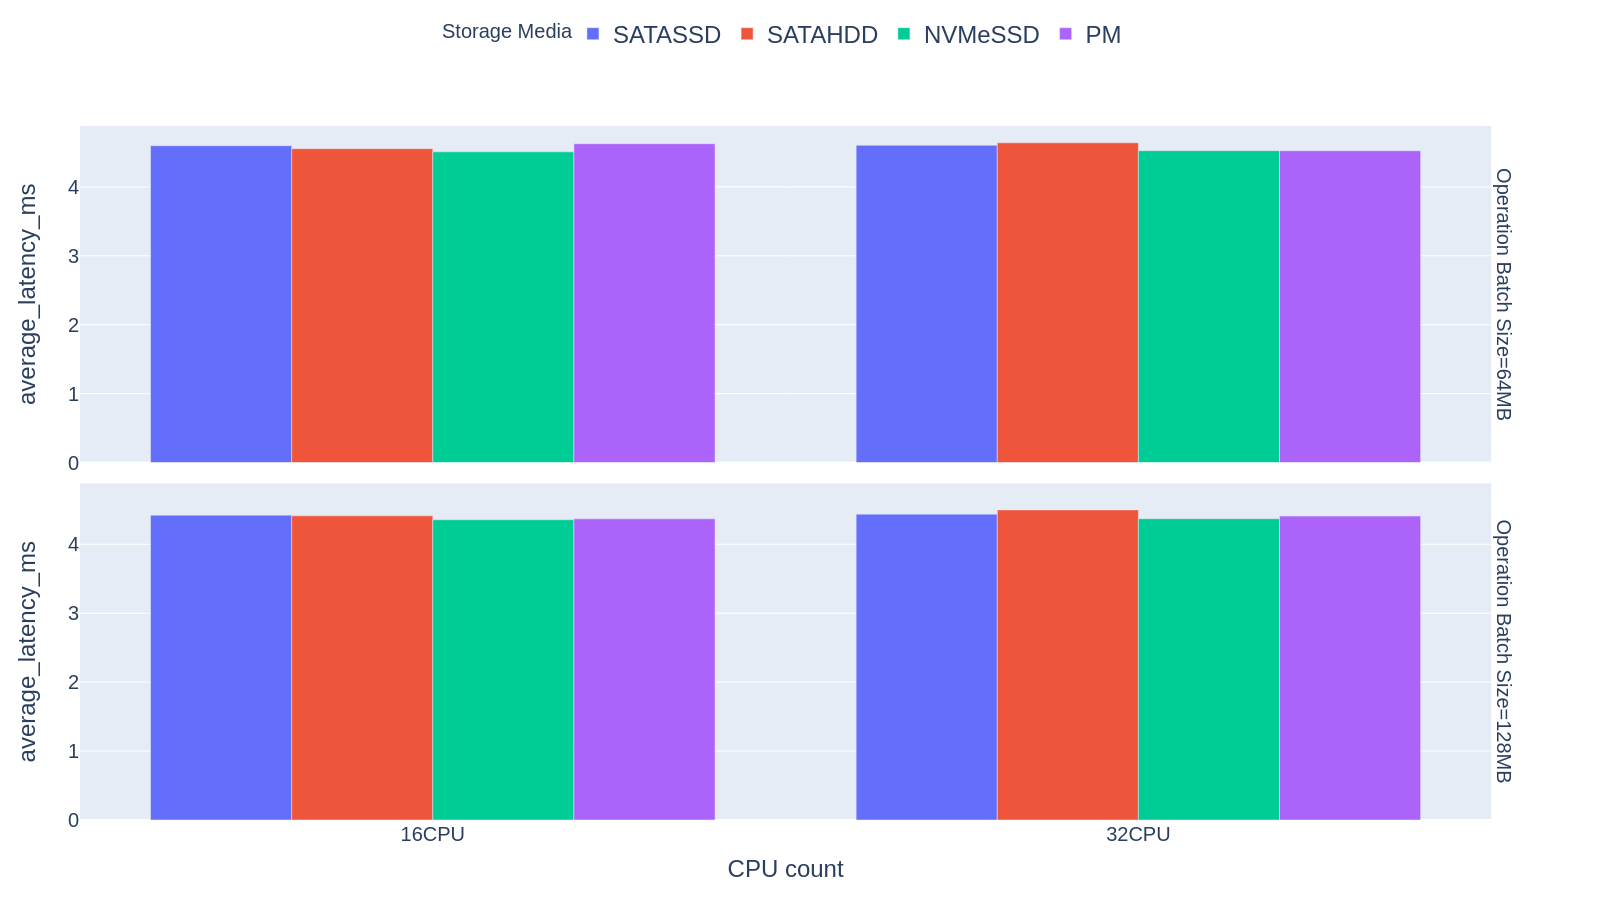 Storage Media SATASSD SATAHDD NVMeSSD PM
average_latency_ms
4
3
2
1
0
Operation Batch Size=64MB
average_latency_ms
4
3
2
1
0
Operation Batch Size=128MB
16CPU 32CPU
CPU count